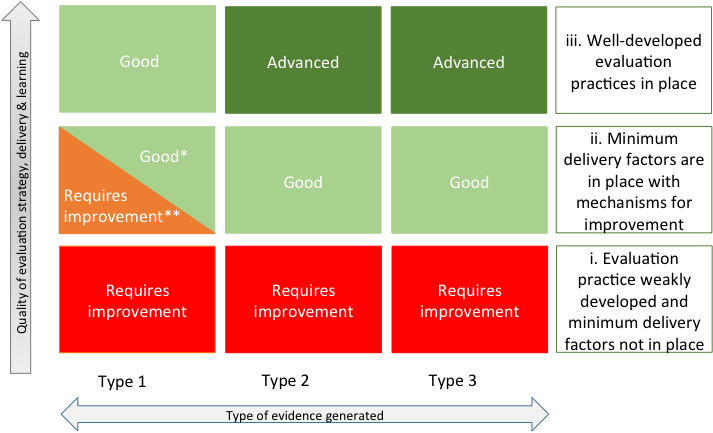 Quality of evaluation strategy, delivery & learning
Good
Advanced
Advanced
iii. Well-developed
evaluation
practices in place
Good*
Requires
improvement**
Good
Good
ii. Minimum
delivery factors are
in place with
mechanisms for
improvement
Requires
improvement
Requires
improvement
Requires
improvement
i. Evaluation
practice weakly
developed and
minimum delivery
factors not in place
Type 1
Type 2
Type 3
Type of evidence generated